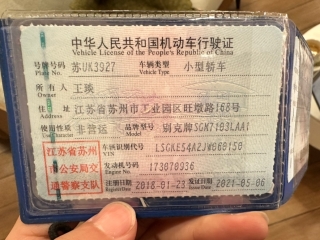 中华人民共和国机动车行驶证
Vehicle License of the People's Republic of China
号牌号码 苏UK3927 车辆类型 小型轿车
Plate No. Vehicle Type
所有人 王瑛
Owner
住址 江苏省苏州市工业园区旺墩路168号
Address
使用性质 非营运 品牌型号 别克牌SGM7193LAA1
Use Character Model
江苏省苏州 车辆识别代号 LSGKE54A2JW069150
VIN
市公安局交 发动机号码 173070936
Engine No.
通警察支队 注册日期 2018-01-23 发证日期 2021-05-06
Register Date Issue Date